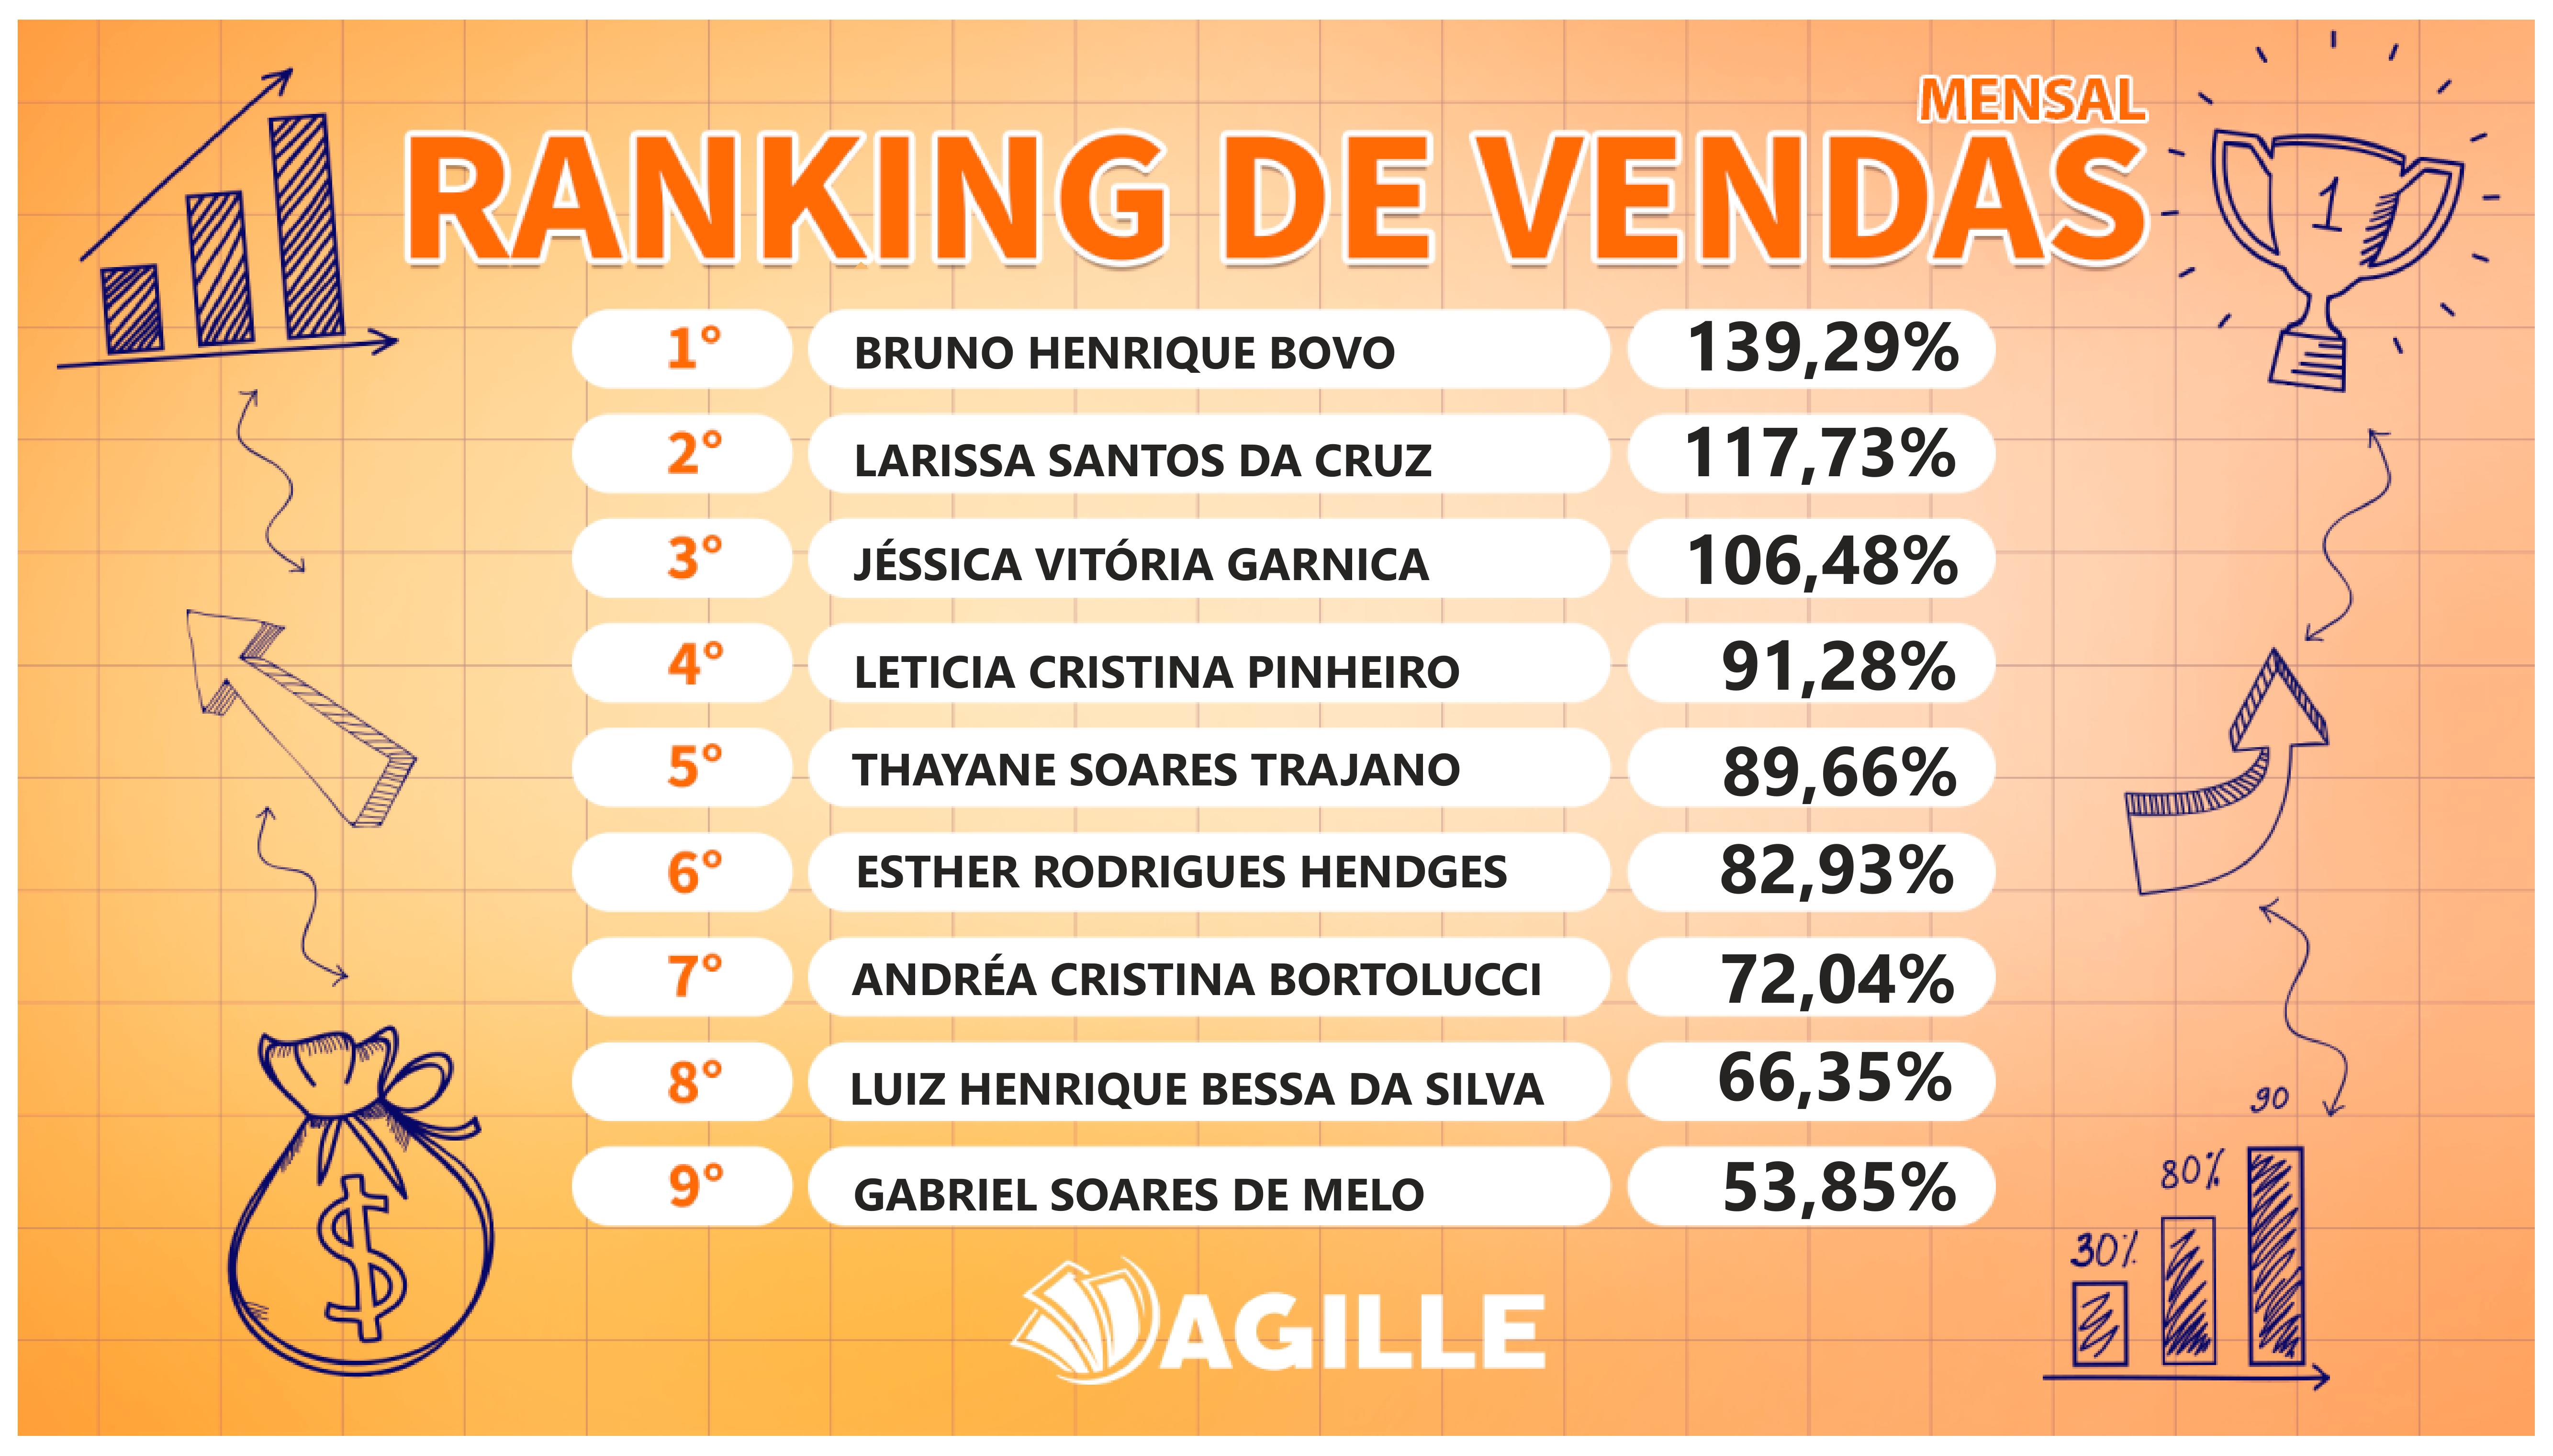 MENSAL
RANKING DE VENDAS
1° BRUNO HENRIQUE BOVO 139,29%
2° LARISSA SANTOS DA CRUZ 117,73%
3° JÉSSICA VITÓRIA GARNICA 106,48%
4° LETICIA CRISTINA PINHEIRO 91,28%
5° THAYANE SOARES TRAJANO 89,66%
6° ESTHER RODRIGUES HENDGES 82,93%
7° ANDRÉA CRISTINA BORTOLUCCI 72,04%
8° LUIZ HENRIQUE BESSA DA SILVA 66,35%
9° GABRIEL SOARES DE MELO 53,85%
AGILLE
1
$
30%
80%
90